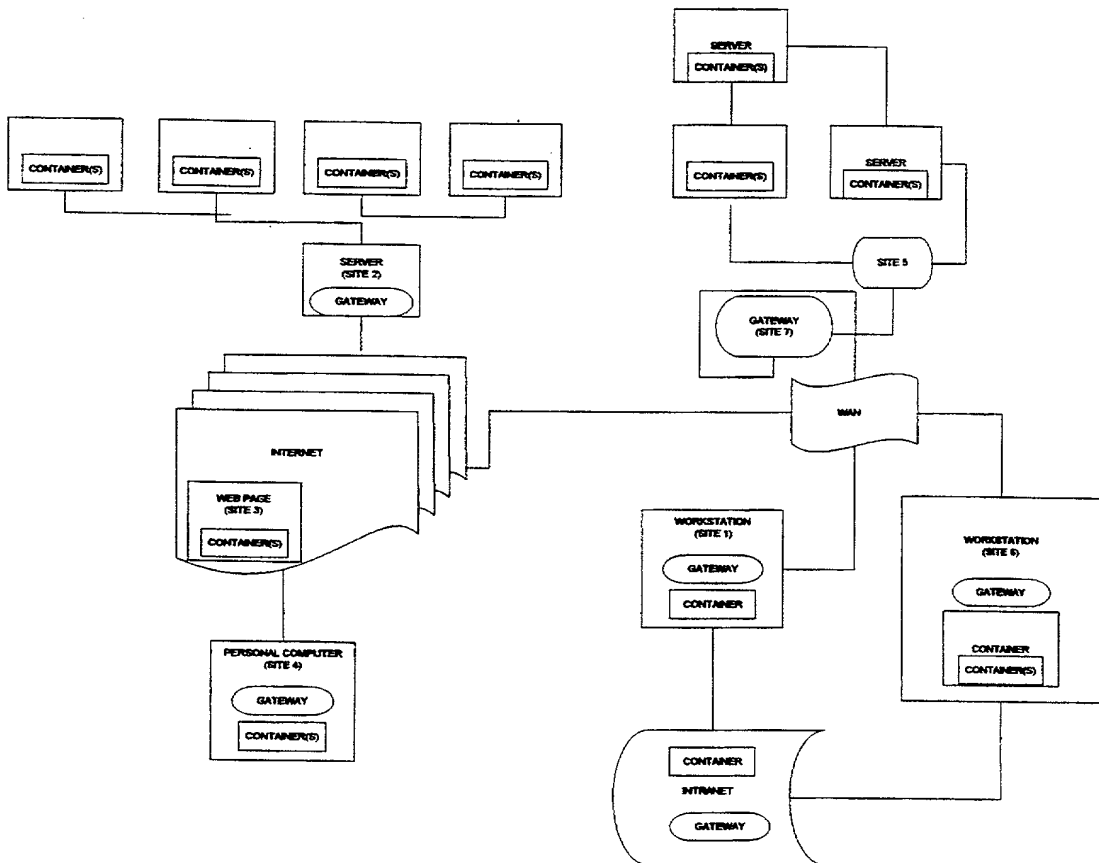 SERVER
CONTAINER(S)
CONTAINER(S)
CONTAINER(S)
CONTAINER(S)
CONTAINER(S)
CONTAINER(S)
SERVER
CONTAINER(S)
SERVER
(SITE 2)
GATEWAY
SITE 5
GATEWAY
(SITE 7)
WAN
INTERNET
WEB PAGE
(SITE 3)
CONTAINER(S)
WORKSTATION
(SITE 1)
GATEWAY
CONTAINER
WORKSTATION
(SITE 6)
GATEWAY
CONTAINER
CONTAINER(S)
PERSONAL COMPUTER
(SITE 4)
GATEWAY
CONTAINER(S)
CONTAINER
INTRANET
GATEWAY